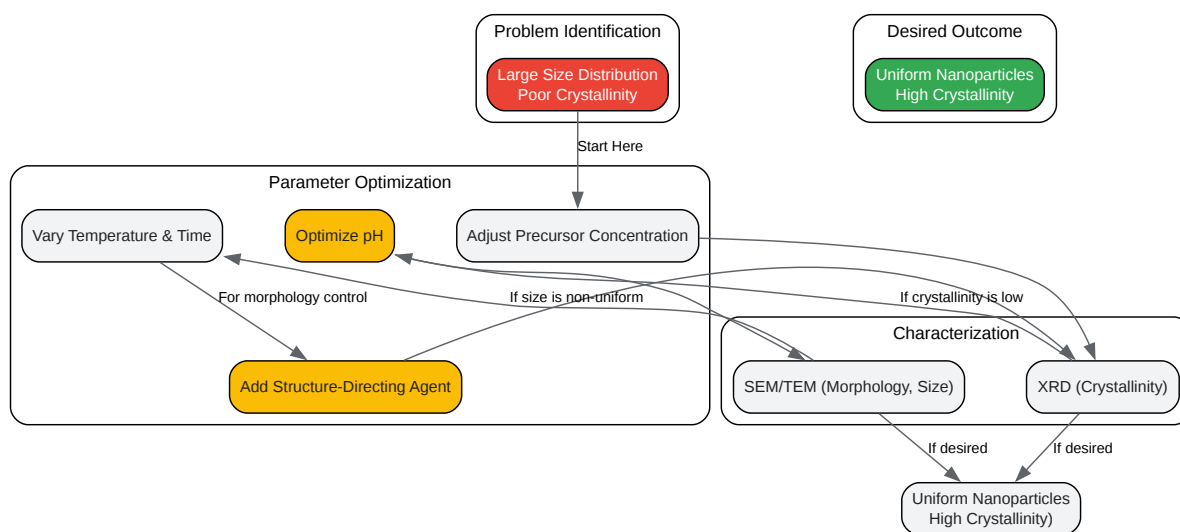 Problem Identification
Desired Outcome
Large Size Distribution
Poor Crystallinity
Uniform Nanoparticles
High Crystallinity
Start Here
Parameter Optimization
Vary Temperature & Time
Optimize pH
Adjust Precursor Concentration
For morphology control
If size is non-uniform
If crystallinity is low
Characterization
Add Structure-Directing Agent
SEM/TEM (Morphology, Size)
XRD (Crystallinity)
If desired
If desired
Uniform Nanoparticles
High Crystallinity)